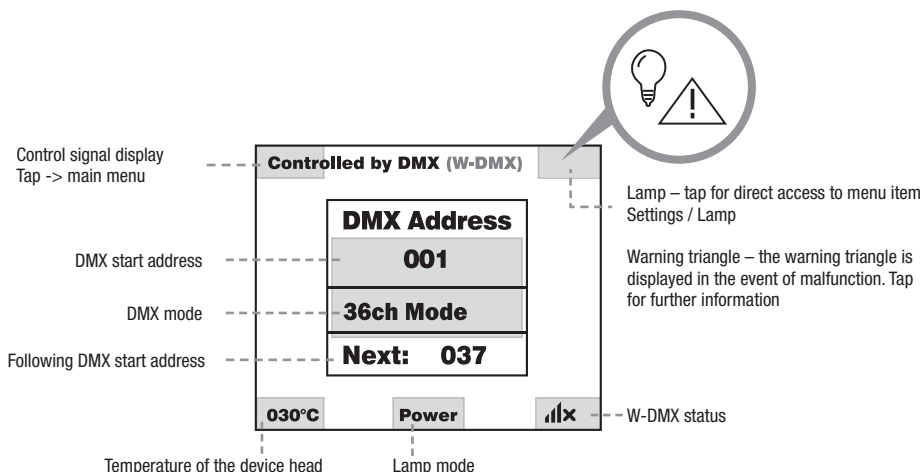 Control signal display
Tap -> main menu
Controlled by DMX (W-DMX)
Lamp – tap for direct access to menu item
Settings / Lamp
Warning triangle – the warning triangle is
displayed in the event of malfunction. Tap
for further information
DMX Address
DMX start address
001
DMX mode
36ch Mode
Following DMX start address
Next: 037
030°C
Power
x
W-DMX status
Temperature of the device head
Lamp mode